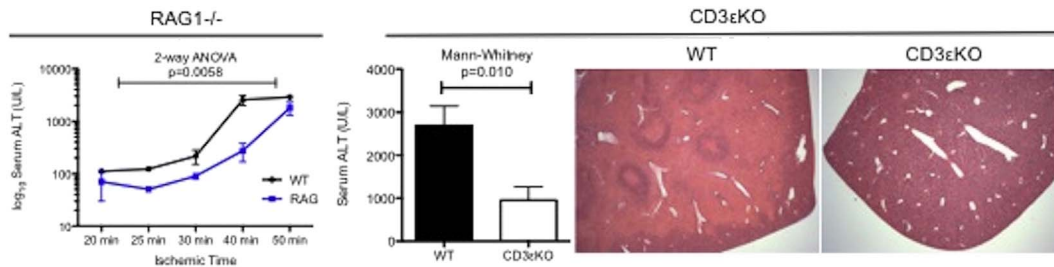 RAG1-/-
2-way ANOVA
p=0.0058
log10 Serum ALT (U/L)
10000
1000
100
10
WT
RAG
20 min 25 min 30 min 40 min 50 min
Ischemic Time
CD3εKO
Mann-Whitney
p=0.010
Serum ALT (U/L)
4000
3000
2000
1000
0
WT CD3εKO
WT CD3εKO